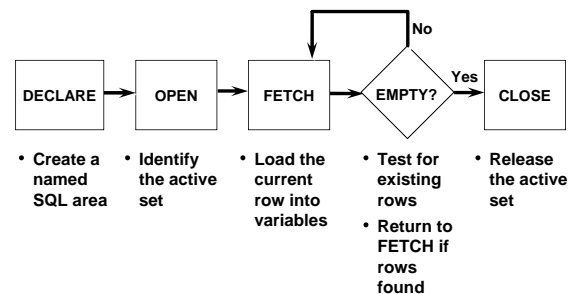 No
DECLARE
OPEN
FETCH
EMPTY?
Yes
CLOSE
• Create a
named
SQL area
• Identify
the active
set
• Load the
current
row into
variables
• Test for
existing
rows
• Return to
FETCH if
rows
found
• Release
the active
set